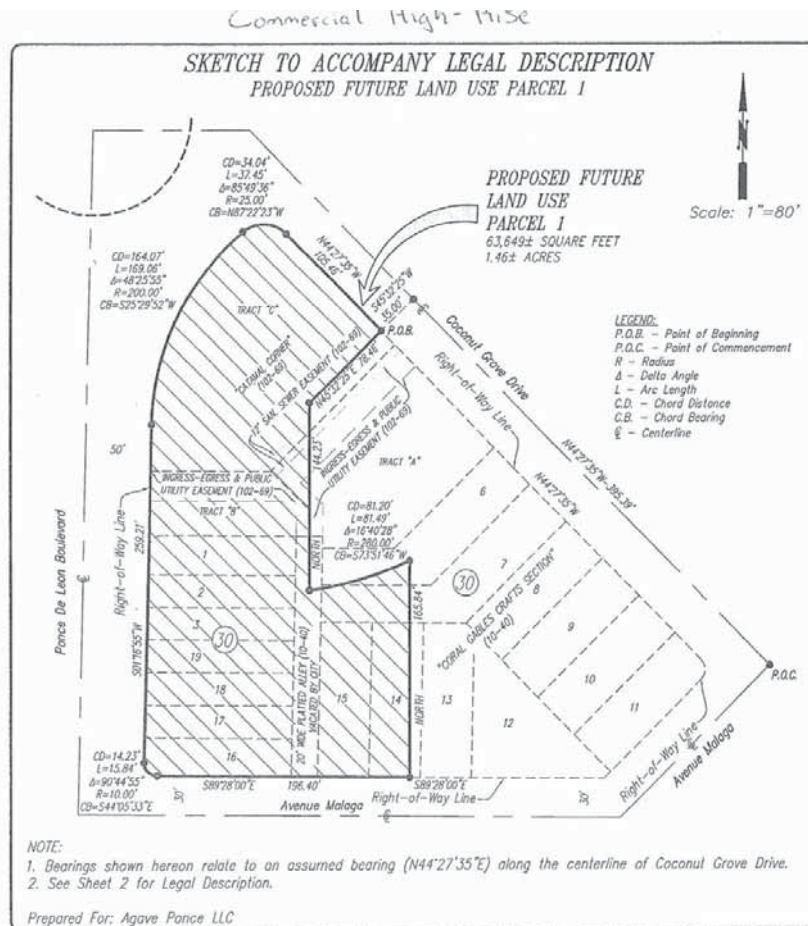 Commercial High-Rise
SKETCH TO ACCOMPANY LEGAL DESCRIPTION
PROPOSED FUTURE LAND USE PARCEL 1
N
Scale: 1"=80'
PROPOSED FUTURE
LAND USE
PARCEL 1
63,649± SQUARE FEET
1.46± ACRES
CD=34.04'
L=37.45'
Δ=85°49'36"
R=25.00'
CB=N87°22'23"W
CD=164.07'
L=169.06'
Δ=48°25'55"
R=200.00'
CB=S25°29'52"W
N44°27'35"W
105.46'
S45°32'25"W
35.00'
℄
P.O.B.
Coconut Grove Drive
Right-of-Way Line
N44°27'35"W-395.39'
N44°27'35"W
LEGEND:
P.O.B. - Point of Beginning
P.O.C. - Point of Commencement
R - Radius
Δ - Delta Angle
L - Arc Length
C.D. - Chord Distance
C.B. - Chord Bearing
℄ - Centerline
TRACT "C"
"CATAMAL CORNER"
(102-69)
12' SAN. SEWER EASEMENT (102-69)
N45°32'25"E 78.46'
INGRESS-EGRESS & PUBLIC
UTILITY EASEMENT (102-69)
TRACT "A"
144.23'
NORTH
50'
INGRESS-EGRESS & PUBLIC
UTILITY EASEMENT (102-69)
TRACT "B"
CD=81.20'
L=81.49'
Δ=16°40'28"
R=280.00'
CB=S73°51'46"W
Ponce De Leon Boulevard
℄
Right-of-Way Line
259.21'
S01°16'55"W
1
2
3
30
19
18
17
16
20' WIDE PLATTED ALLEY (10-40)
VACATED BY CITY
15
14
165.84'
NORTH
13
12
6
7
30
8
9
10
11
"CORAL GABLES CRAFTS SECTION"
(10-40)
P.O.C.
Right-of-Way Line
℄
Avenue Malaga
CD=14.23'
L=15.84'
Δ=90°44'55"
R=10.00'
CB=S44°05'33"E
30'
S89°28'00"E
196.40'
S89°28'00"E
Right-of-Way Line
Avenue Malaga
℄
30'
NOTE:
1. Bearings shown hereon relate to an assumed bearing (N44°27'35"E) along the centerline of Coconut Grove Drive.
2. See Sheet 2 for Legal Description.
Prepared For: Agave Ponce LLC